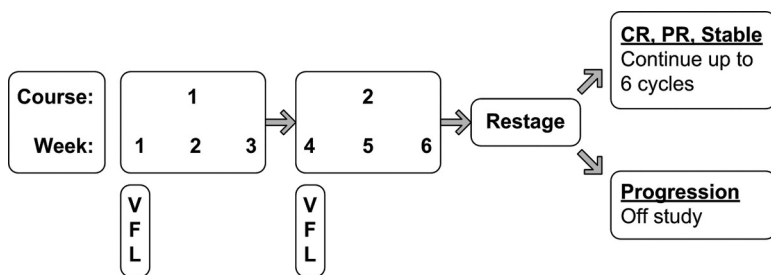 Course: 1 2
Week: 1 2 3 4 5 6
V
F
L
V
F
L
Restage
CR, PR, Stable
Continue up to
6 cycles
Progression
Off study